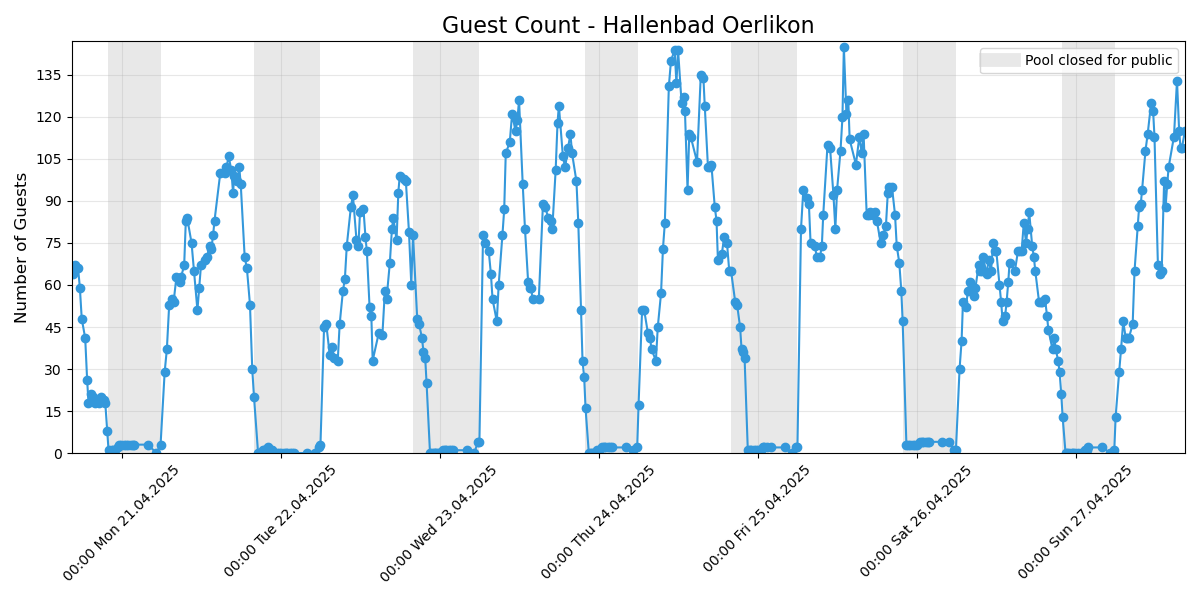 Guest Count - Hallenbad Oerlikon
Pool closed for public
Number of Guests
135
120
105
90
75
60
45
30
15
0
00:00 Mon 21.04.2025
00:00 Tue 22.04.2025
00:00 Wed 23.04.2025
00:00 Thu 24.04.2025
00:00 Fri 25.04.2025
00:00 Sat 26.04.2025
00:00 Sun 27.04.2025